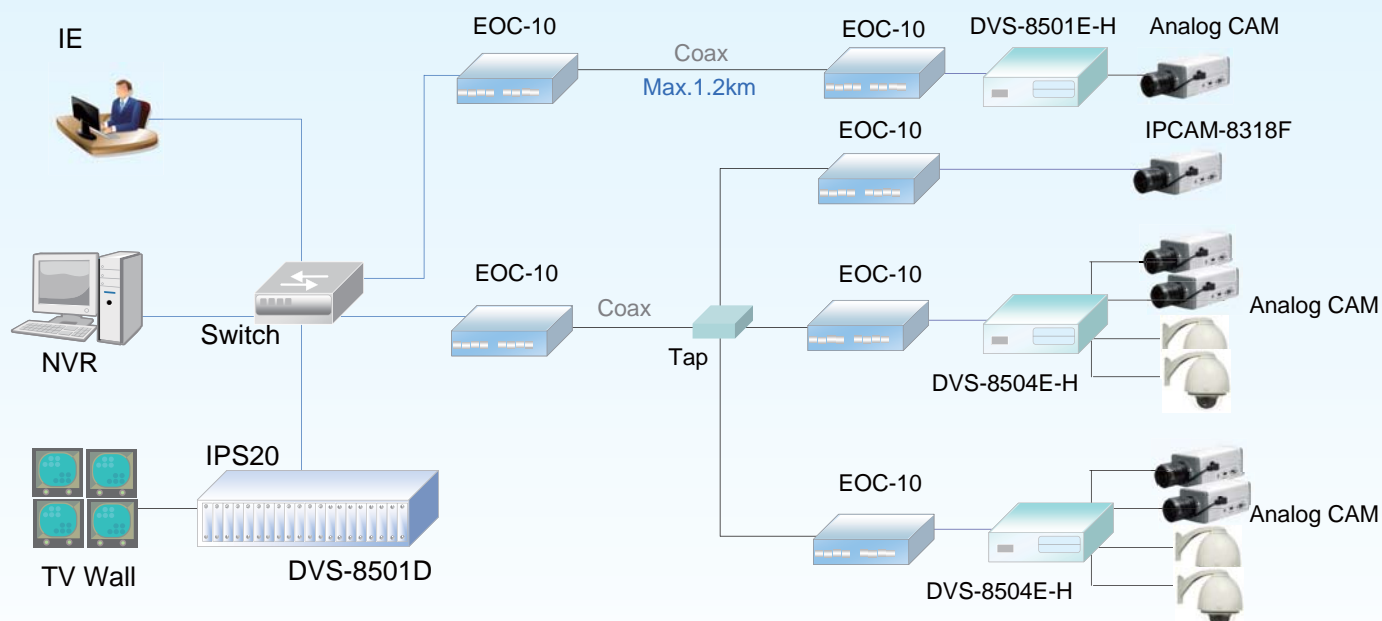 IE
EOC-10
Coax
Max.1.2km
EOC-10
DVS-8501E-H
Analog CAM
EOC-10
IPCAM-8318F
NVR
Switch
EOC-10
Coax
Tap
EOC-10
DVS-8504E-H
Analog CAM
IPS20
TV Wall
DVS-8501D
EOC-10
DVS-8504E-H
Analog CAM